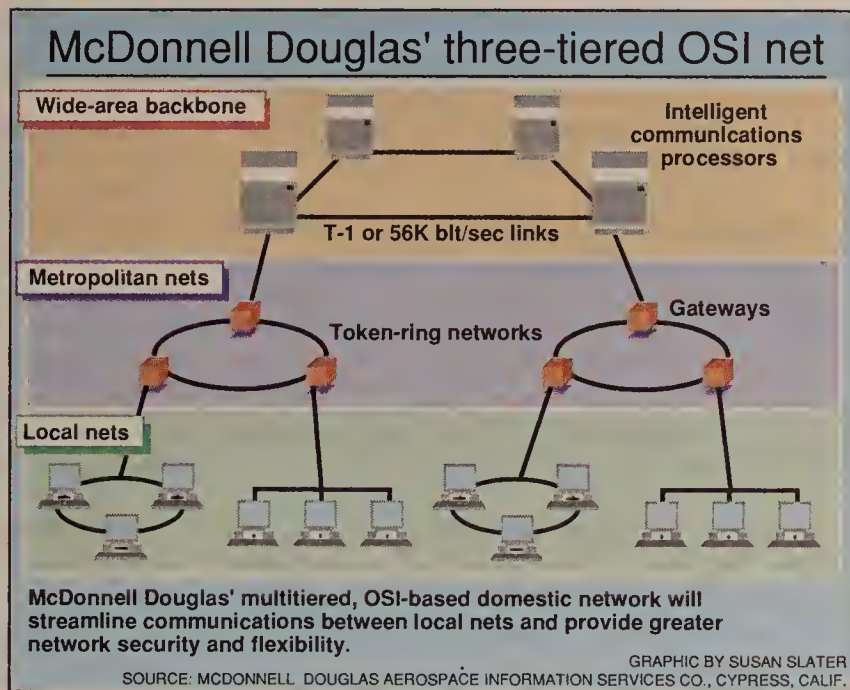 McDonnell Douglas' three-tiered OSI net
Wide-area backbone
Intelligent
communications
processors
T-1 or 56K bit/sec links
Metropolitan nets
Token-ring networks
Gateways
Local nets
McDonnell Douglas' multitiered, OSI-based domestic network will
streamline communications between local nets and provide greater
network security and flexibility.
GRAPHIC BY SUSAN SLATER
SOURCE: MCDONNELL DOUGLAS AEROSPACE INFORMATION SERVICES CO., CYPRESS, CALIF.